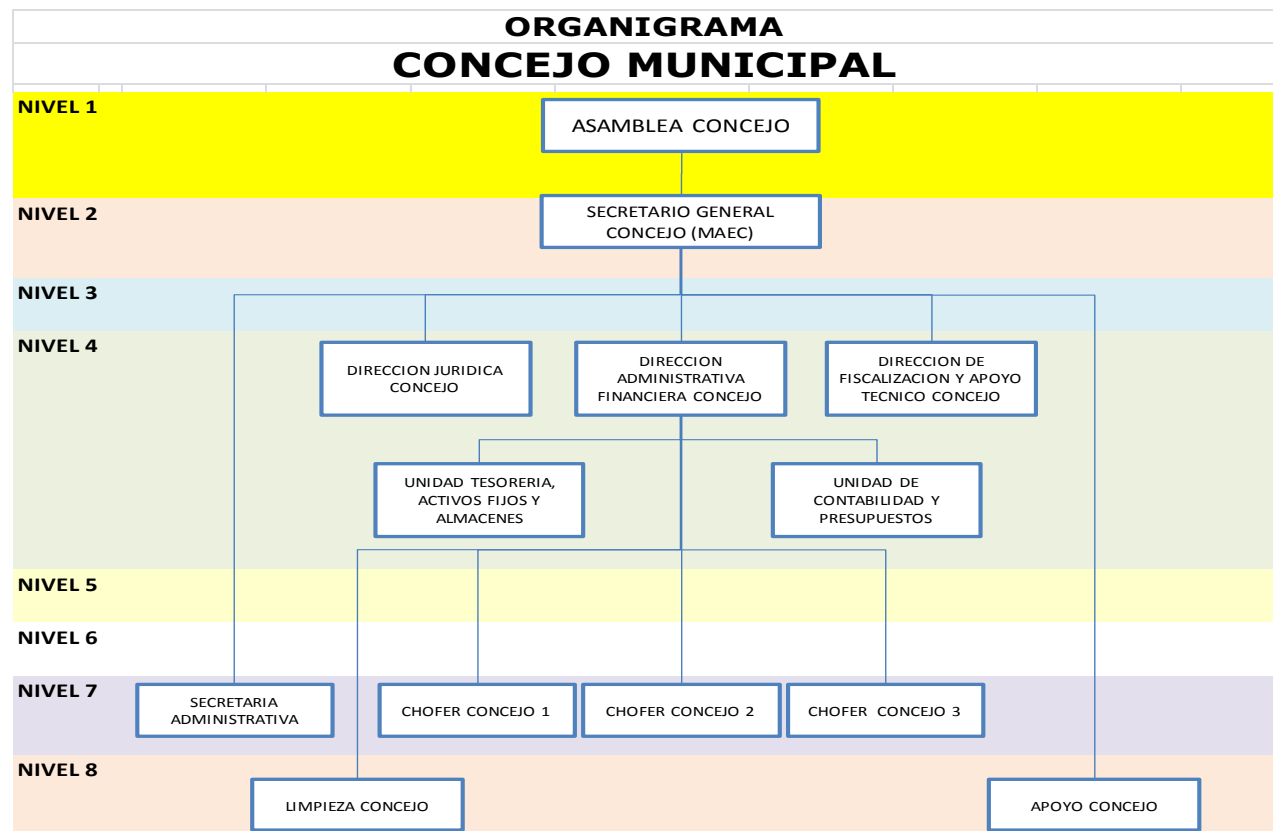 ORGANIGRAMA
CONCEJO MUNICIPAL
NIVEL 1
ASAMBLEA CONCEJO
NIVEL 2
SECRETARIO GENERAL
CONCEJO (MAEC)
NIVEL 3
NIVEL 4
DIRECCION JURIDICA
CONCEJO
DIRECCION
ADMINISTRATIVA
FINANCIERA CONCEJO
DIRECCION DE
FISCALIZACION Y APOYO
TECNICO CONCEJO
UNIDAD TESORERIA,
ACTIVOS FIJOS Y
ALMACENES
UNIDAD DE
CONTABILIDAD Y
PRESUPUESTOS
NIVEL 5
NIVEL 6
NIVEL 7
SECRETARIA
ADMINISTRATIVA
CHOFER CONCEJO 1
CHOFER CONCEJO 2
CHOFER CONCEJO 3
NIVEL 8
LIMPIEZA CONCEJO
APOYO CONCEJO